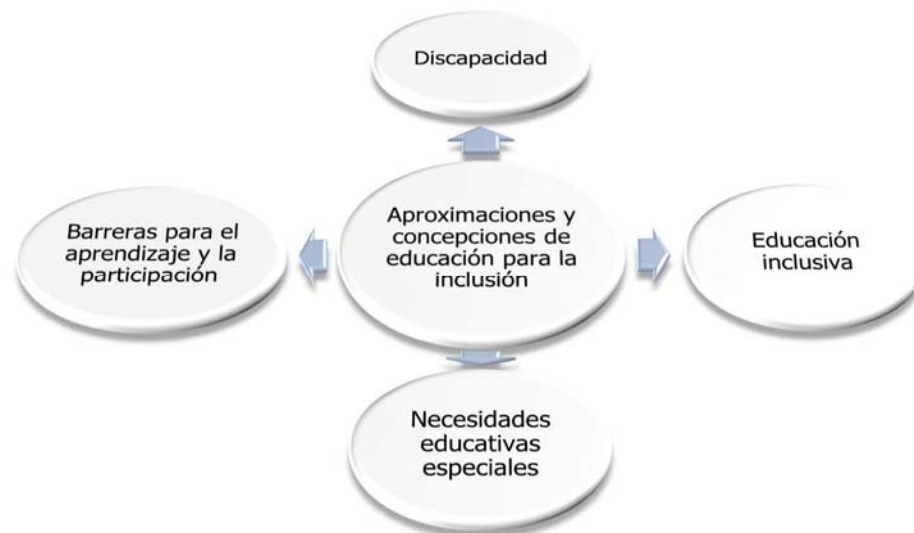 Discapacidad
Barreras para el
aprendizaje y la
participación
Aproximaciones y
concepciones de
educación para la
inclusión
Educación
inclusiva
Necesidades
educativas
especiales